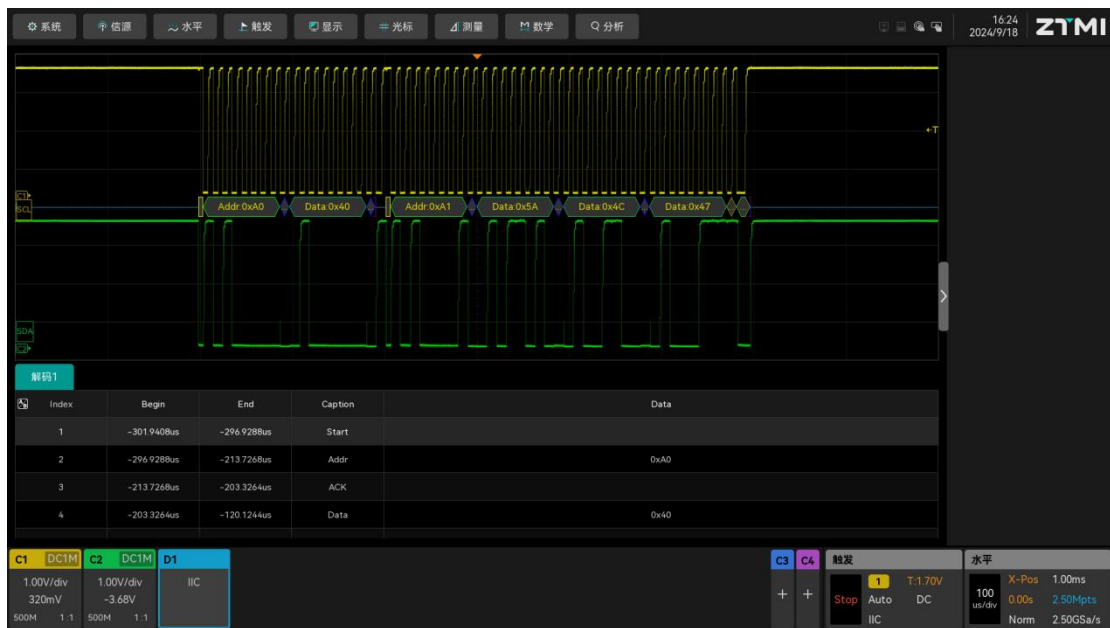 系统 信源 水平 触发 显示 光标 测量 数学 分析 16:24 2024/9/18 ZTMI
T
C1
SCL
Addr:0xA0 Data:0x40 Addr:0xA1 Data:0x5A Data:0x4C Data:0x47
SDA
C2
解码1
Index Begin End Caption Data
1 -301.9408us -296.9288us Start
2 -296.9288us -213.7268us Addr 0xA0
3 -213.7268us -203.3264us ACK
4 -203.3264us -120.1244us Data 0x40
C1 DC1M C2 DC1M D1 C3 C4 触发 水平
1.00V/div 1.00V/div IIC 1 T:1.70V X-Pos 1.00ms
320mV -3.68V + + Stop Auto DC 100 us/div 0.00s 2.50Mpts
500M 1:1 500M 1:1 IIC Norm 2.50GSa/s